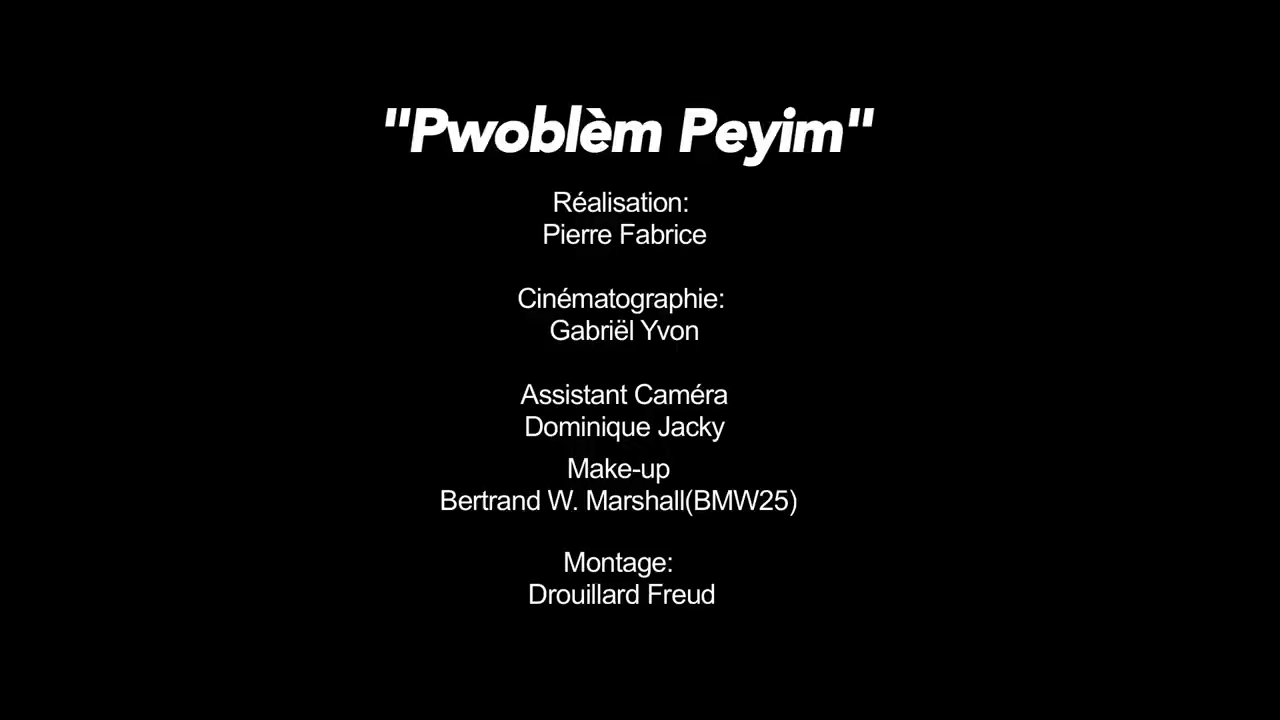 "Pwoblèm Peyim"
Réalisation:
Pierre Fabrice
Cinématographie:
Gabriël Yvon
Assistant Caméra
Dominique Jacky
Make-up
Bertrand W. Marshall(BMW25)
Montage:
Drouillard Freud